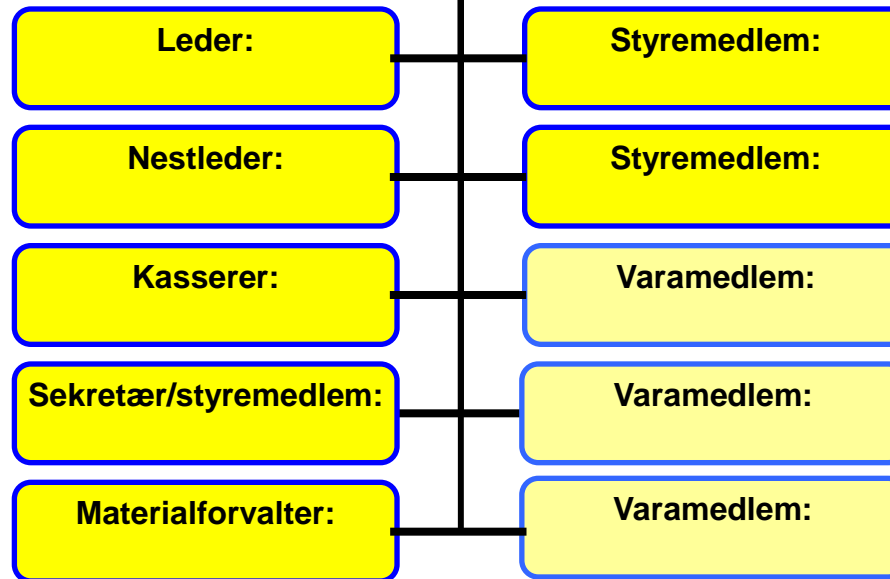 Leder:
Styremedlem:
Nestleder:
Styremedlem:
Kasserer:
Varamedlem:
Sekretær/styremedlem:
Varamedlem:
Materialforvalter:
Varamedlem: